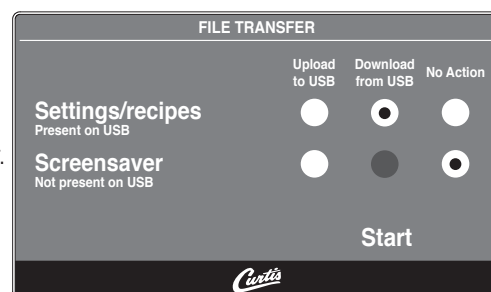 FILE TRANSFER
Upload
to USB
Download
from USB
No Action
Settings/recipes
Present on USB
Screensaver
Not present on USB
Start
Curtis